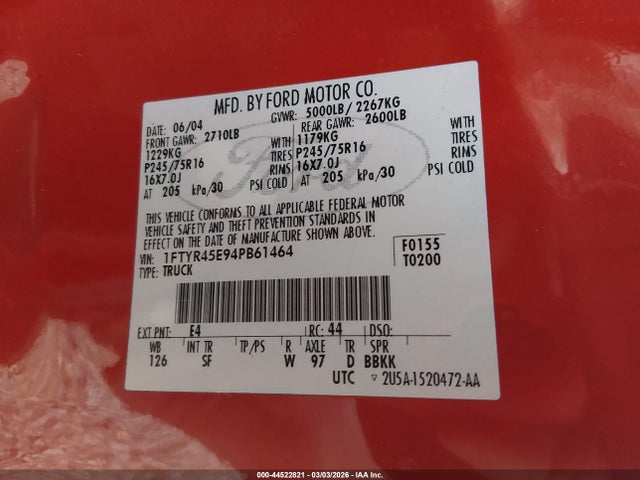 MFD. BY FORD MOTOR CO.
DATE: 06/04 GVWR: 5000LB/ 2267KG
FRONT GAWR: 2710LB REAR GAWR: 2600LB
1229KG WITH 1179KG WITH
P245/75R16 TIRES P245/75R16 TIRES
16X7.0J RIMS 16X7.0J RIMS
AT 205 kPa/30 PSI COLD AT 205 kPa/30 PSI COLD
THIS VEHICLE CONFORMS TO ALL APPLICABLE FEDERAL MOTOR
VEHICLE SAFETY AND THEFT PREVENTION STANDARDS IN
EFFECT ON THE DATE OF MANUFACTURE SHOWN ABOVE.
VIN: 1FTYR45E94PB61464 F0155
TYPE: TRUCK T0200
EXT PNT: E4 RC: 44 DSO:
WB INT TR TP/PS R AXLE TR SPR
126 SF W 97 D BBKK
UTC ▽ 2U5A-1520472-AA
Ford
000-44522821 - 03/03/2026 - IAA Inc.